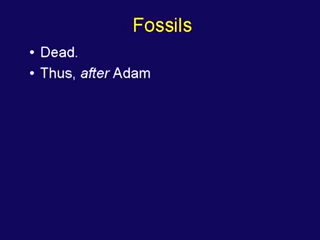 Fossils
• Dead.
• Thus, after Adam